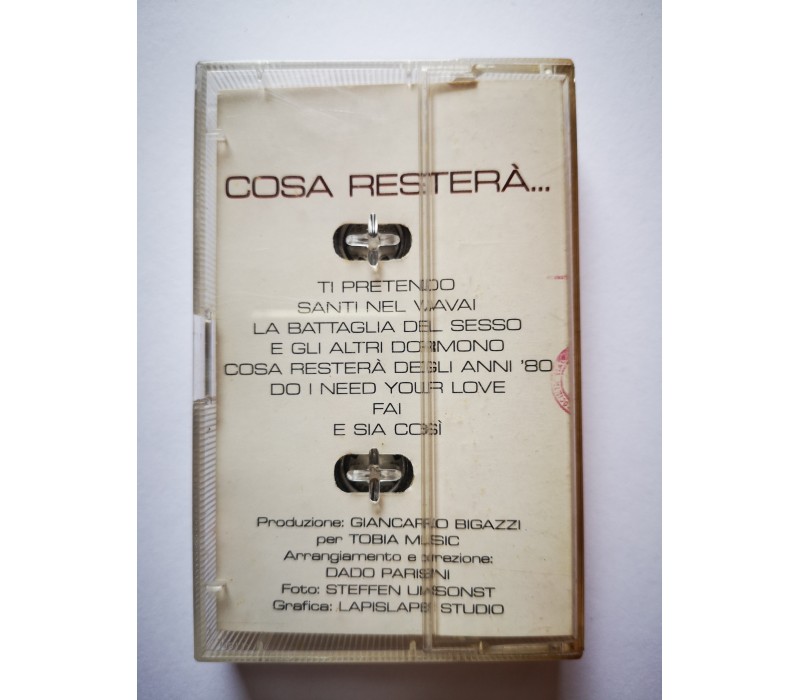 COSA RESTERÀ...
TI PRETENDO
SANTI NEL VIAVAI
LA BATTAGLIA DEL SESSO
E GLI ALTRI DORMONO
COSA RESTERÀ DEGLI ANNI '80
DO I NEED YOUR LOVE
FAI
E SIA COSÌ
Produzione: GIANCARLO BIGAZZI
per TOBIA MUSIC
Arrangiamento e direzione:
DADO PARISINI
Foto: STEFFEN
Grafica: STUDIO